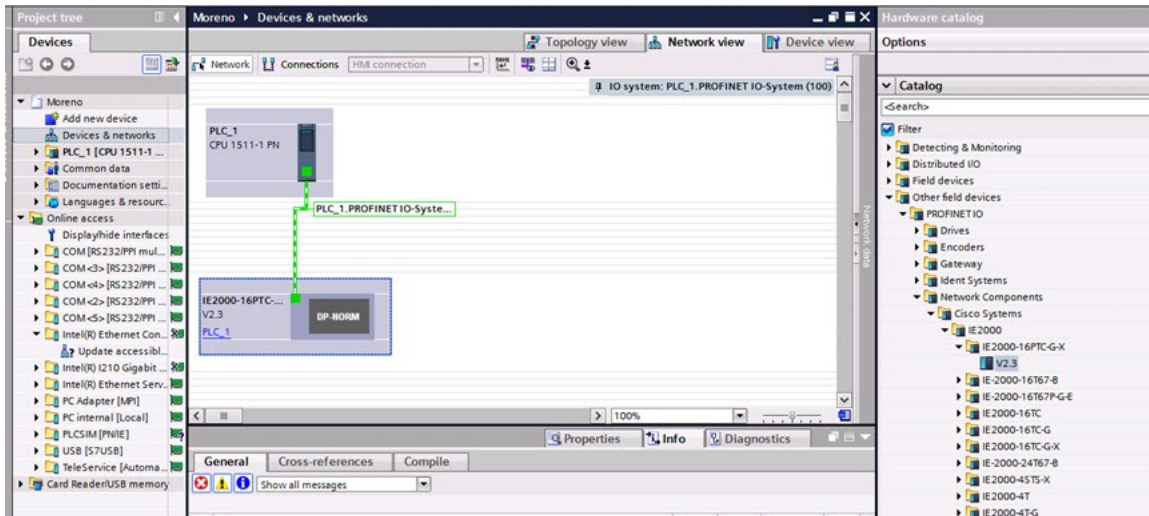 Project tree
Devices
Moreno
Add new device
Devices & networks
PLC_1 [CPU 1511-1 ...
Common data
Documentation setti...
Languages & resourc...
Online access
Display/hide interfaces
COM [RS232/PPI mul...
COM <3> [RS232/PPI ...
COM <4> [RS232/PPI ...
COM <2> [RS232/PPI ...
COM <5> [RS232/PPI ...
Intel(R) Ethernet Con...
Update accessibl...
Intel(R) I210 Gigabit ...
Intel(R) Ethernet Serv...
PC Adapter [MPI]
PC internal [Local]
PLCSIM [PN/IE]
USB [S7USB]
TeleService [Automa...
Card Reader/USB memory
Moreno Devices & networks
Topology view Network view Device view
Network Connections HMI connection
IO system: PLC_1.PROFINET IO-System (100)
PLC_1
CPU 1511-1 PN
PLC_1.PROFINET IO-Syste...
IE2000-16PTC-...
V2.3
PLC_1
DP-NORM
100%
Network data
Properties Info Diagnostics
General Cross-references Compile
Show all messages
Hardware catalog
Options
Catalog
<Search>
Filter
Detecting & Monitoring
Distributed I/O
Field devices
Other field devices
PROFINET IO
Drives
Encoders
Gateway
Ident Systems
Network Components
Cisco Systems
IE2000
IE2000-16PTC-G-X
V2.3
IE-2000-16T67-B
IE-2000-16T67P-G-E
IE2000-16TC
IE2000-16TC-G
IE2000-16TC-G-X
IE-2000-24T67-B
IE2000-4STS-X
IE2000-4T
IE2000-4T-G